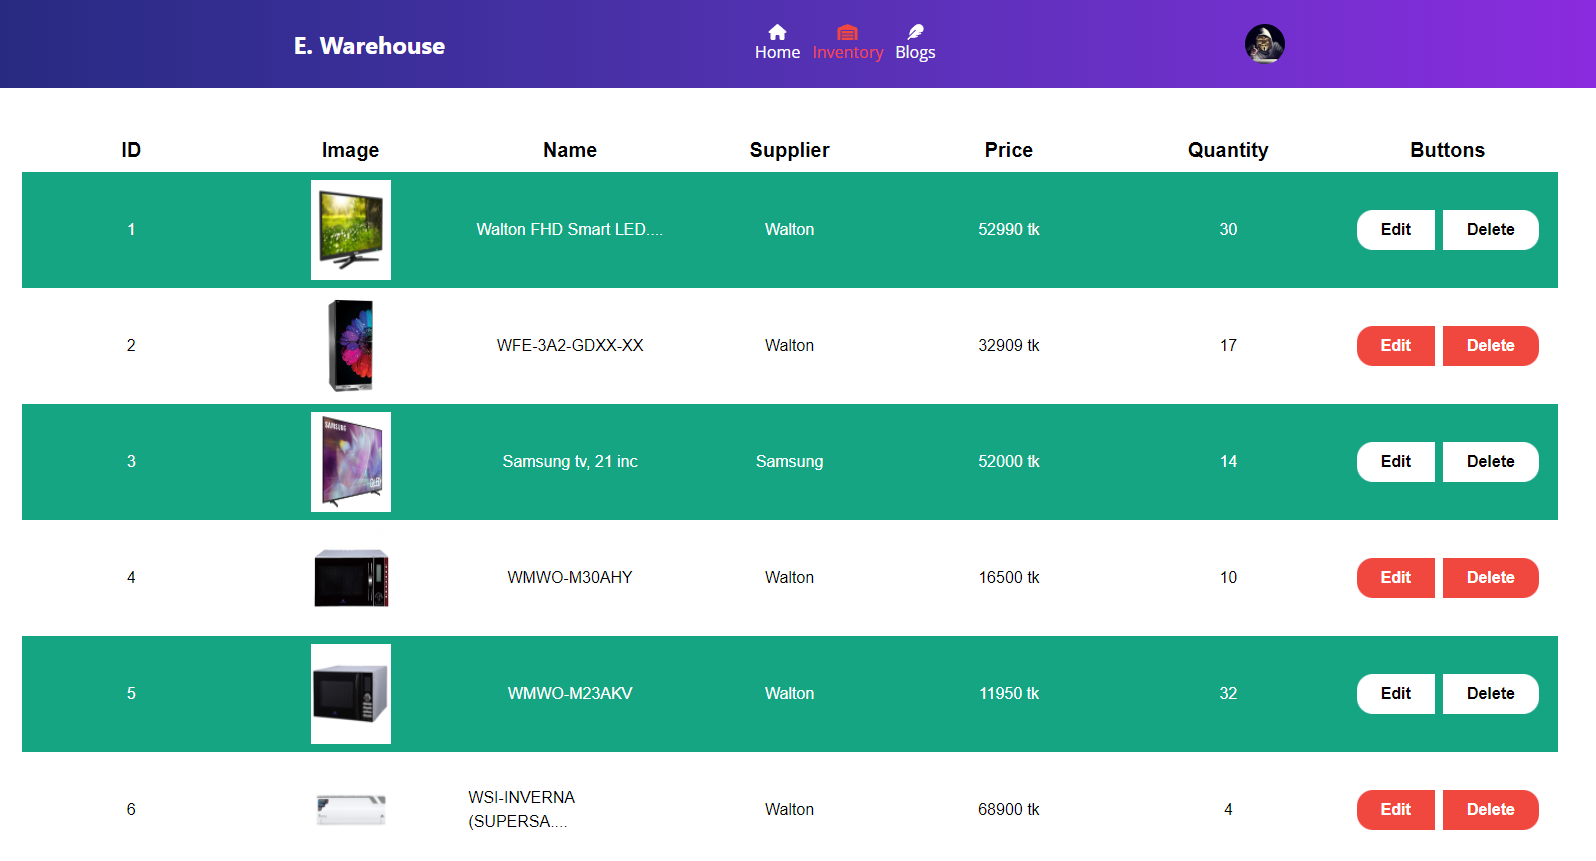 E. Warehouse
Home Inventory Blogs
ID Image Name Supplier Price Quantity Buttons
1 Walton FHD Smart LED.... Walton 52990 tk 30 Edit Delete
2 WFE-3A2-GDXX-XX Walton 32909 tk 17 Edit Delete
SAMSUNG
QLED
3 Samsung tv, 21 inc Samsung 52000 tk 14 Edit Delete
4 WMWO-M30AHY Walton 16500 tk 10 Edit Delete
5 WMWO-M23AKV Walton 11950 tk 32 Edit Delete
6 WSI-INVERNA
(SUPERSA.... Walton 68900 tk 4 Edit Delete